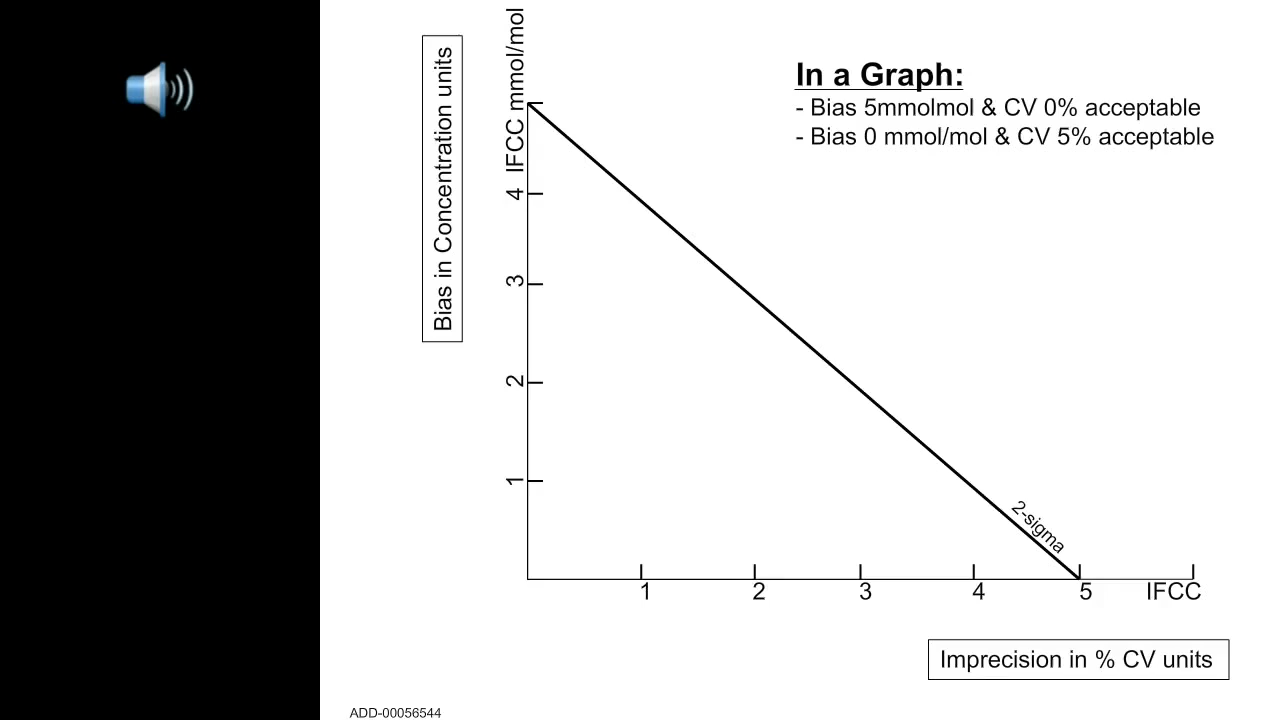 Bias in Concentration units
IFCC mmol/mol
4
3
2
1
In a Graph:
- Bias 5mmolmol & CV 0% acceptable
- Bias 0 mmol/mol & CV 5% acceptable
2-sigma
1 2 3 4 5 IFCC
Imprecision in % CV units
ADD-00056544